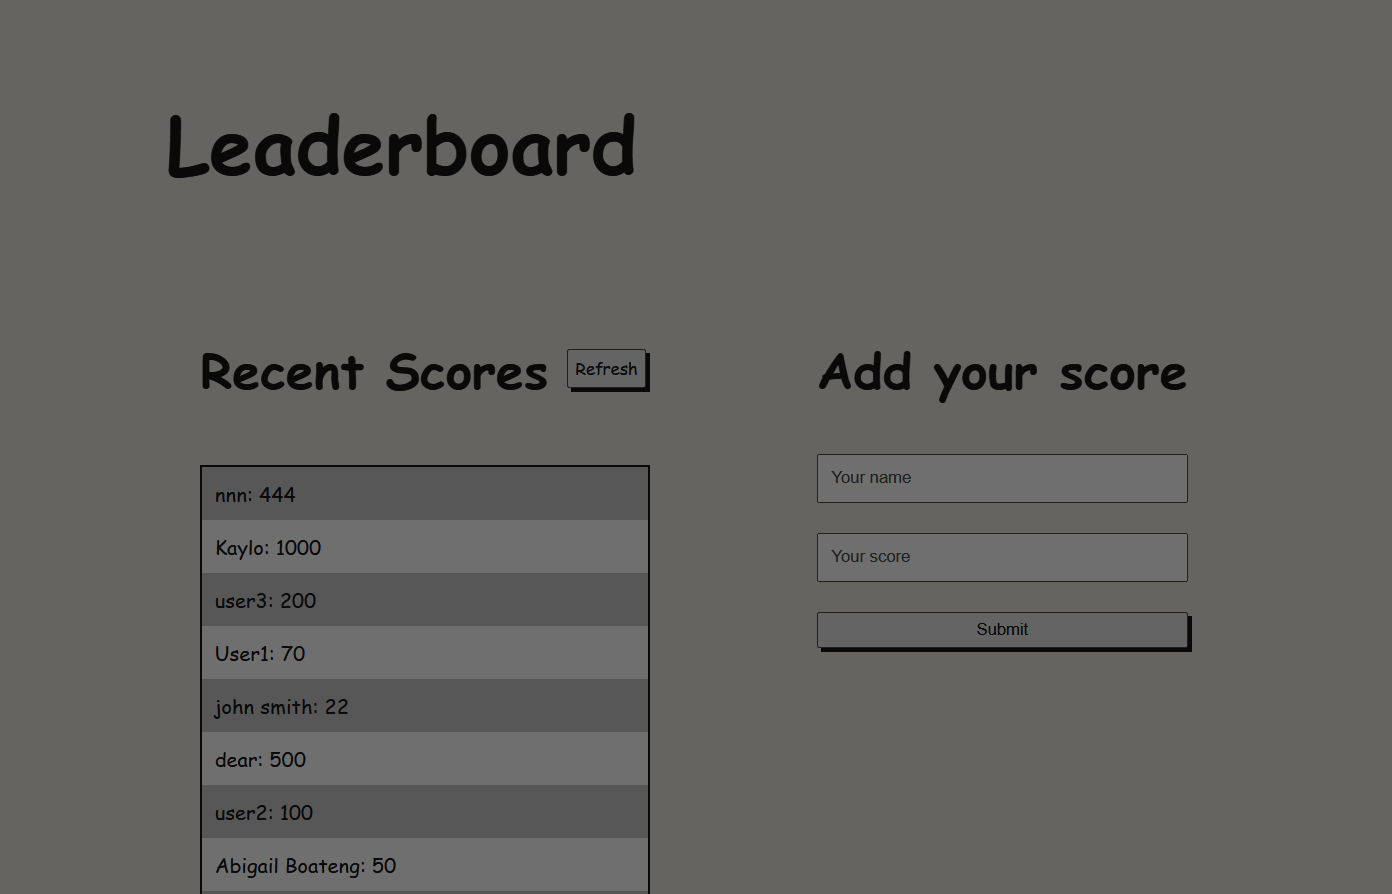 Leaderboard
Recent Scores
Refresh
nnn: 444
Kaylo: 1000
user3: 200
User1: 70
john smith: 22
dear: 500
user2: 100
Abigail Boateng: 50
Add your score
Your name
Your score
Submit